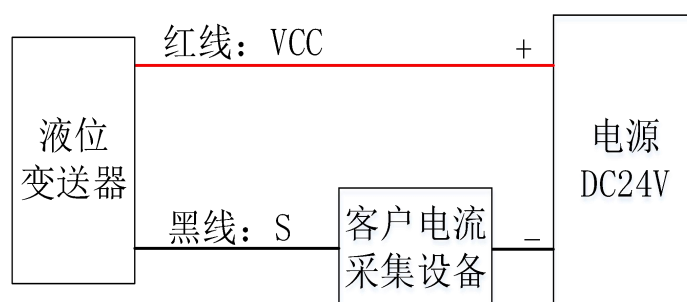 红线：VCC
+
液位
变送器
电源
DC24V
黑线：S
客户电流
采集设备
−